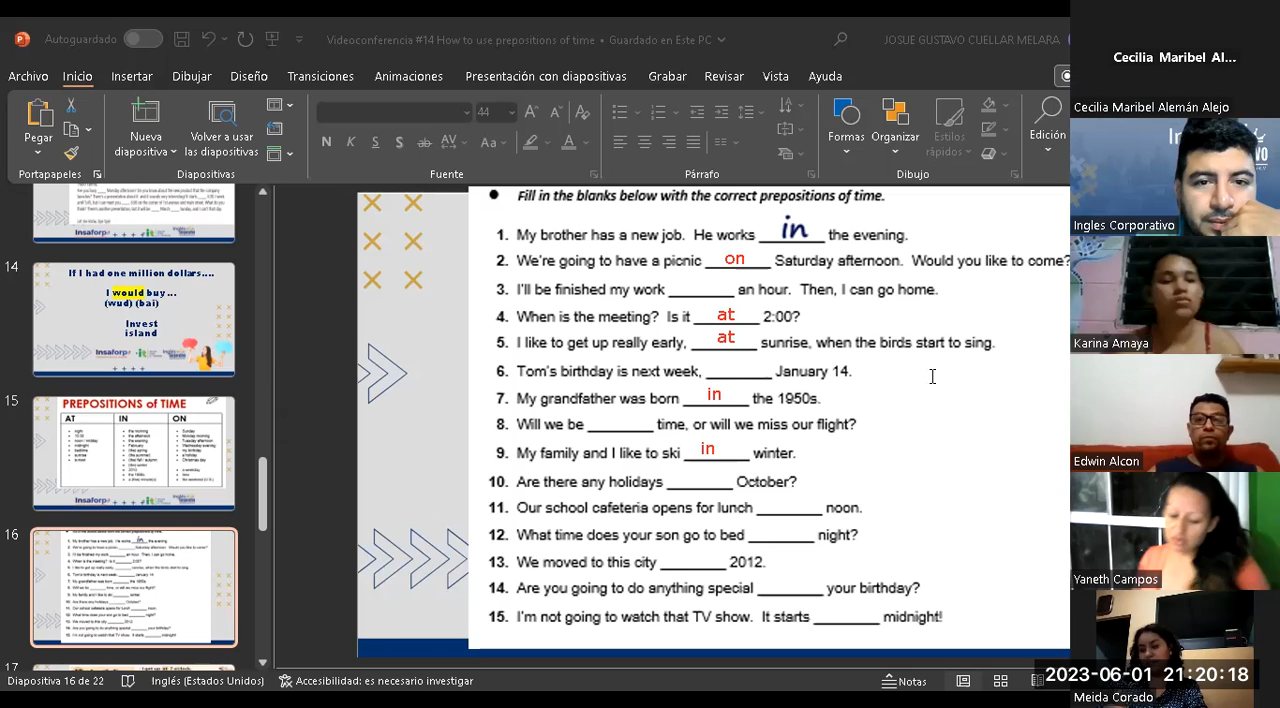 Autoguardado
Videoconferencia #14 How to use prepositions of time • Guardado en Este PC
JOSUE GUSTAVO CUELLAR MELARA
Archivo Inicio Insertar Dibujar Diseño Transiciones Animaciones Presentación con diapositivas Grabar Revisar Vista Ayuda
44
Pegar
Nueva diapositiva
Volver a usar las diapositivas
N K S S ab AV Aa A
Formas
Organizar
Estilos rápidos
Edición
Portapapeles Diapositivas Fuente Párrafo Dibujo
Insaforp
14
If I had one million dollars....
I would buy...
(wud) (bai)
Invest
island
Insaforp
15
PREPOSITIONS of TIME
AT IN ON
Insaforp
16
17
Fill in the blanks below with the correct prepositions of time.
1. My brother has a new job. He works in the evening.
2. We're going to have a picnic on Saturday afternoon. Would you like to come?
3. I'll be finished my work ________ an hour. Then, I can go home.
4. When is the meeting? Is it at 2:00?
5. I like to get up really early, at sunrise, when the birds start to sing.
6. Tom's birthday is next week, ________ January 14.
7. My grandfather was born in the 1950s.
8. Will we be ________ time, or will we miss our flight?
9. My family and I like to ski in winter.
10. Are there any holidays ________ October?
11. Our school cafeteria opens for lunch ________ noon.
12. What time does your son go to bed ________ night?
13. We moved to this city ________ 2012.
14. Are you going to do anything special ________ your birthday?
15. I'm not going to watch that TV show. It starts ________ midnight!
Diapositiva 16 de 22
Inglés (Estados Unidos)
Accesibilidad: es necesario investigar
Notas
Cecilia Maribel Al...
Cecilia Maribel Alemán Alejo
Ingles Corporativo
Karina Amaya
Edwin Alcon
Yaneth Campos
2023-06-01 21:20:18
Meida Corado